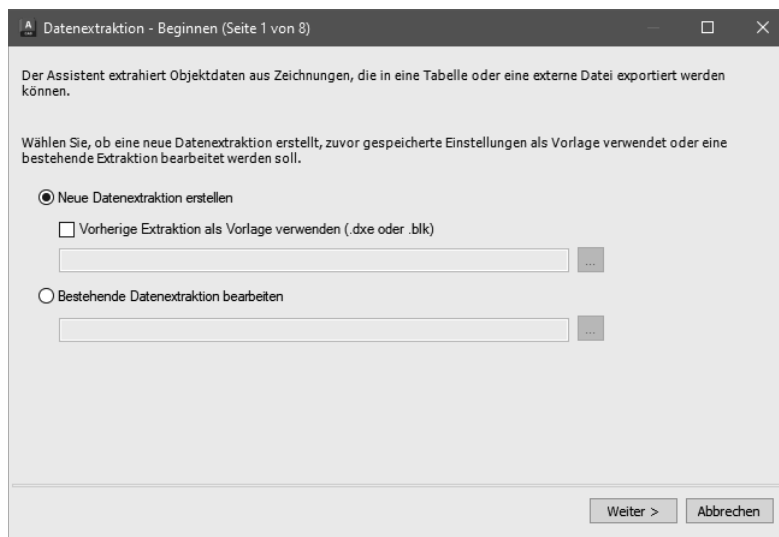 Datenextraktion - Beginnen (Seite 1 von 8)
Der Assistent extrahiert Objektdaten aus Zeichnungen, die in eine Tabelle oder eine externe Datei exportiert werden
können.
Wählen Sie, ob eine neue Datenextraktion erstellt, zuvor gespeicherte Einstellungen als Vorlage verwendet oder eine
bestehende Extraktion bearbeitet werden soll.
Neue Datenextraktion erstellen
Vorherige Extraktion als Vorlage verwenden (.dxe oder .blk)
...
Bestehende Datenextraktion bearbeiten
...
Weiter > Abbrechen